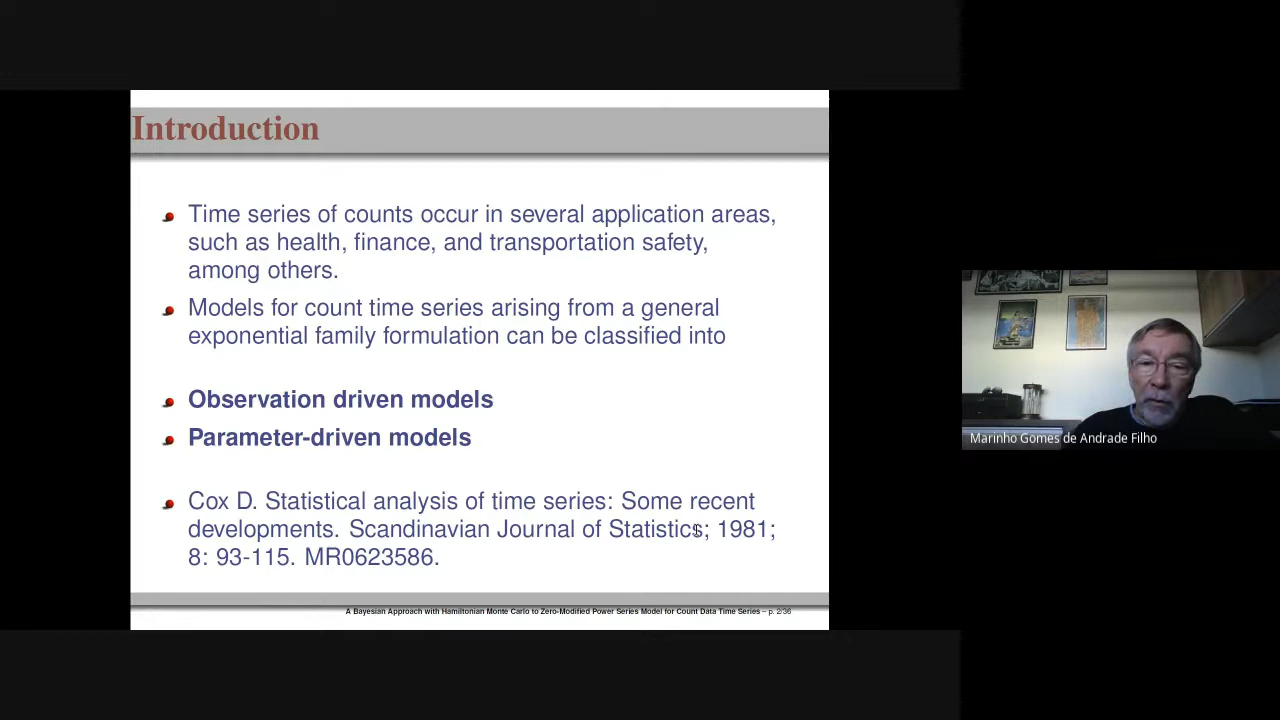 Introduction
Time series of counts occur in several application areas,
such as health, finance, and transportation safety,
among others.
Models for count time series arising from a general
exponential family formulation can be classified into
Observation driven models
Parameter-driven models
Cox D. Statistical analysis of time series: Some recent
developments. Scandinavian Journal of Statistics; 1981;
8: 93-115. MR0623586.
A Bayesian Approach with Hamiltonian Monte Carlo to Zero-Modified Power Series Model for Count Data Time Series – p. 2/36
Marinho Gomes de Andrade Filho